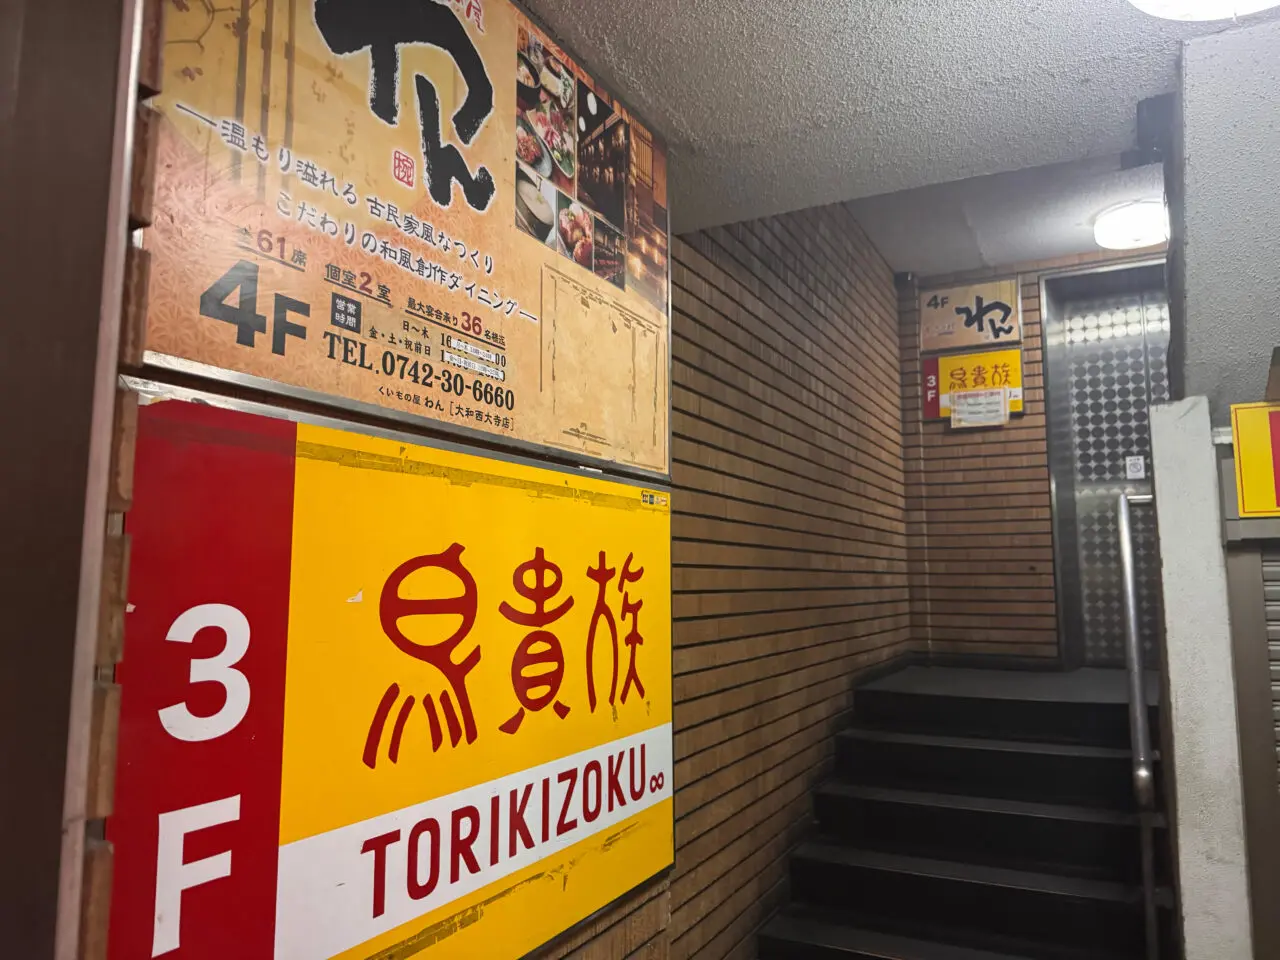 わん
椀
―温もり溢れる 古民家風なつくり
こだわりの和風創作ダイニング―
全61席
個室2室
最大宴会承り36名様迄
4F
営業時間
日〜木
金・土・祝前日
TEL.0742-30-6660
くいもの屋 わん [大和西大寺店]
3F
鳥貴族
TORIKIZOKU
4F
わん
3F
鳥貴族